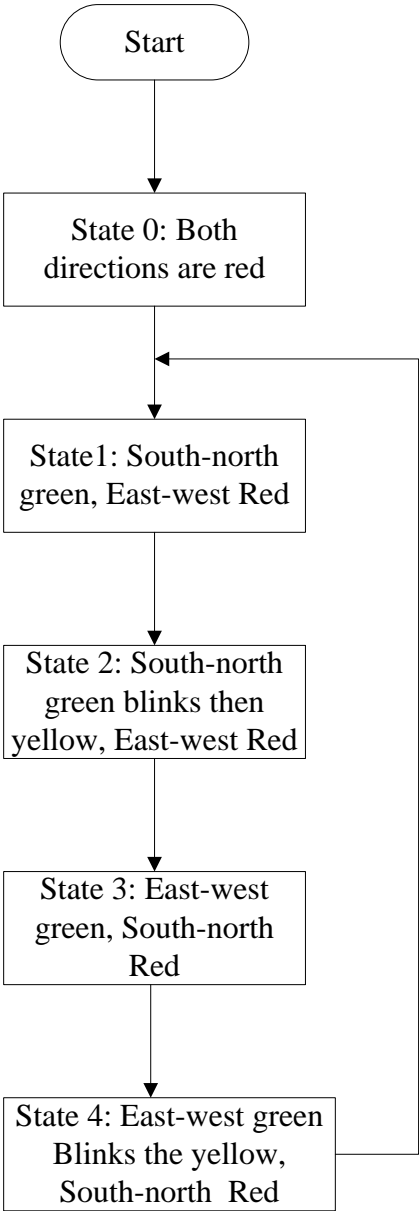 Start
State 0: Both
directions are red
State1: South-north
green, East-west Red
State 2: South-north
green blinks then
yellow, East-west Red
State 3: East-west
green, South-north
Red
State 4: East-west green
Blinks the yellow,
South-north Red